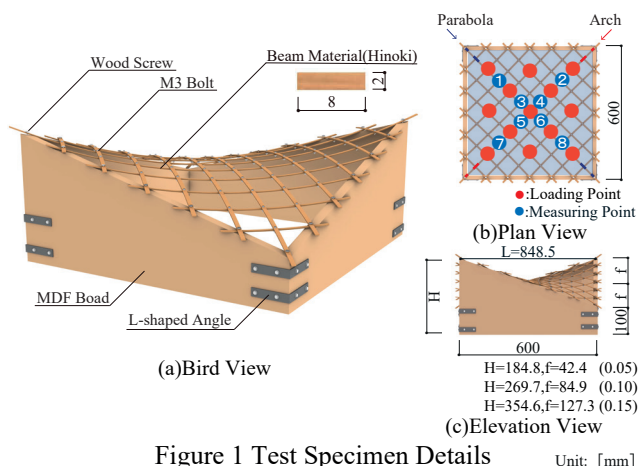 Wood Screw
M3 Bolt
Beam Material(Hinoki)
2
8
MDF Boad
L-shaped Angle
(a)Bird View
Parabola
Arch
1
2
3
4
5
6
7
8
600
:Loading Point
:Measuring Point
(b)Plan View
L=848.5
H
f
f
100
600
H=184.8,f=42.4 (0.05)
H=269.7,f=84.9 (0.10)
H=354.6,f=127.3 (0.15)
(c)Elevation View
Figure 1 Test Specimen Details
Unit: [mm]